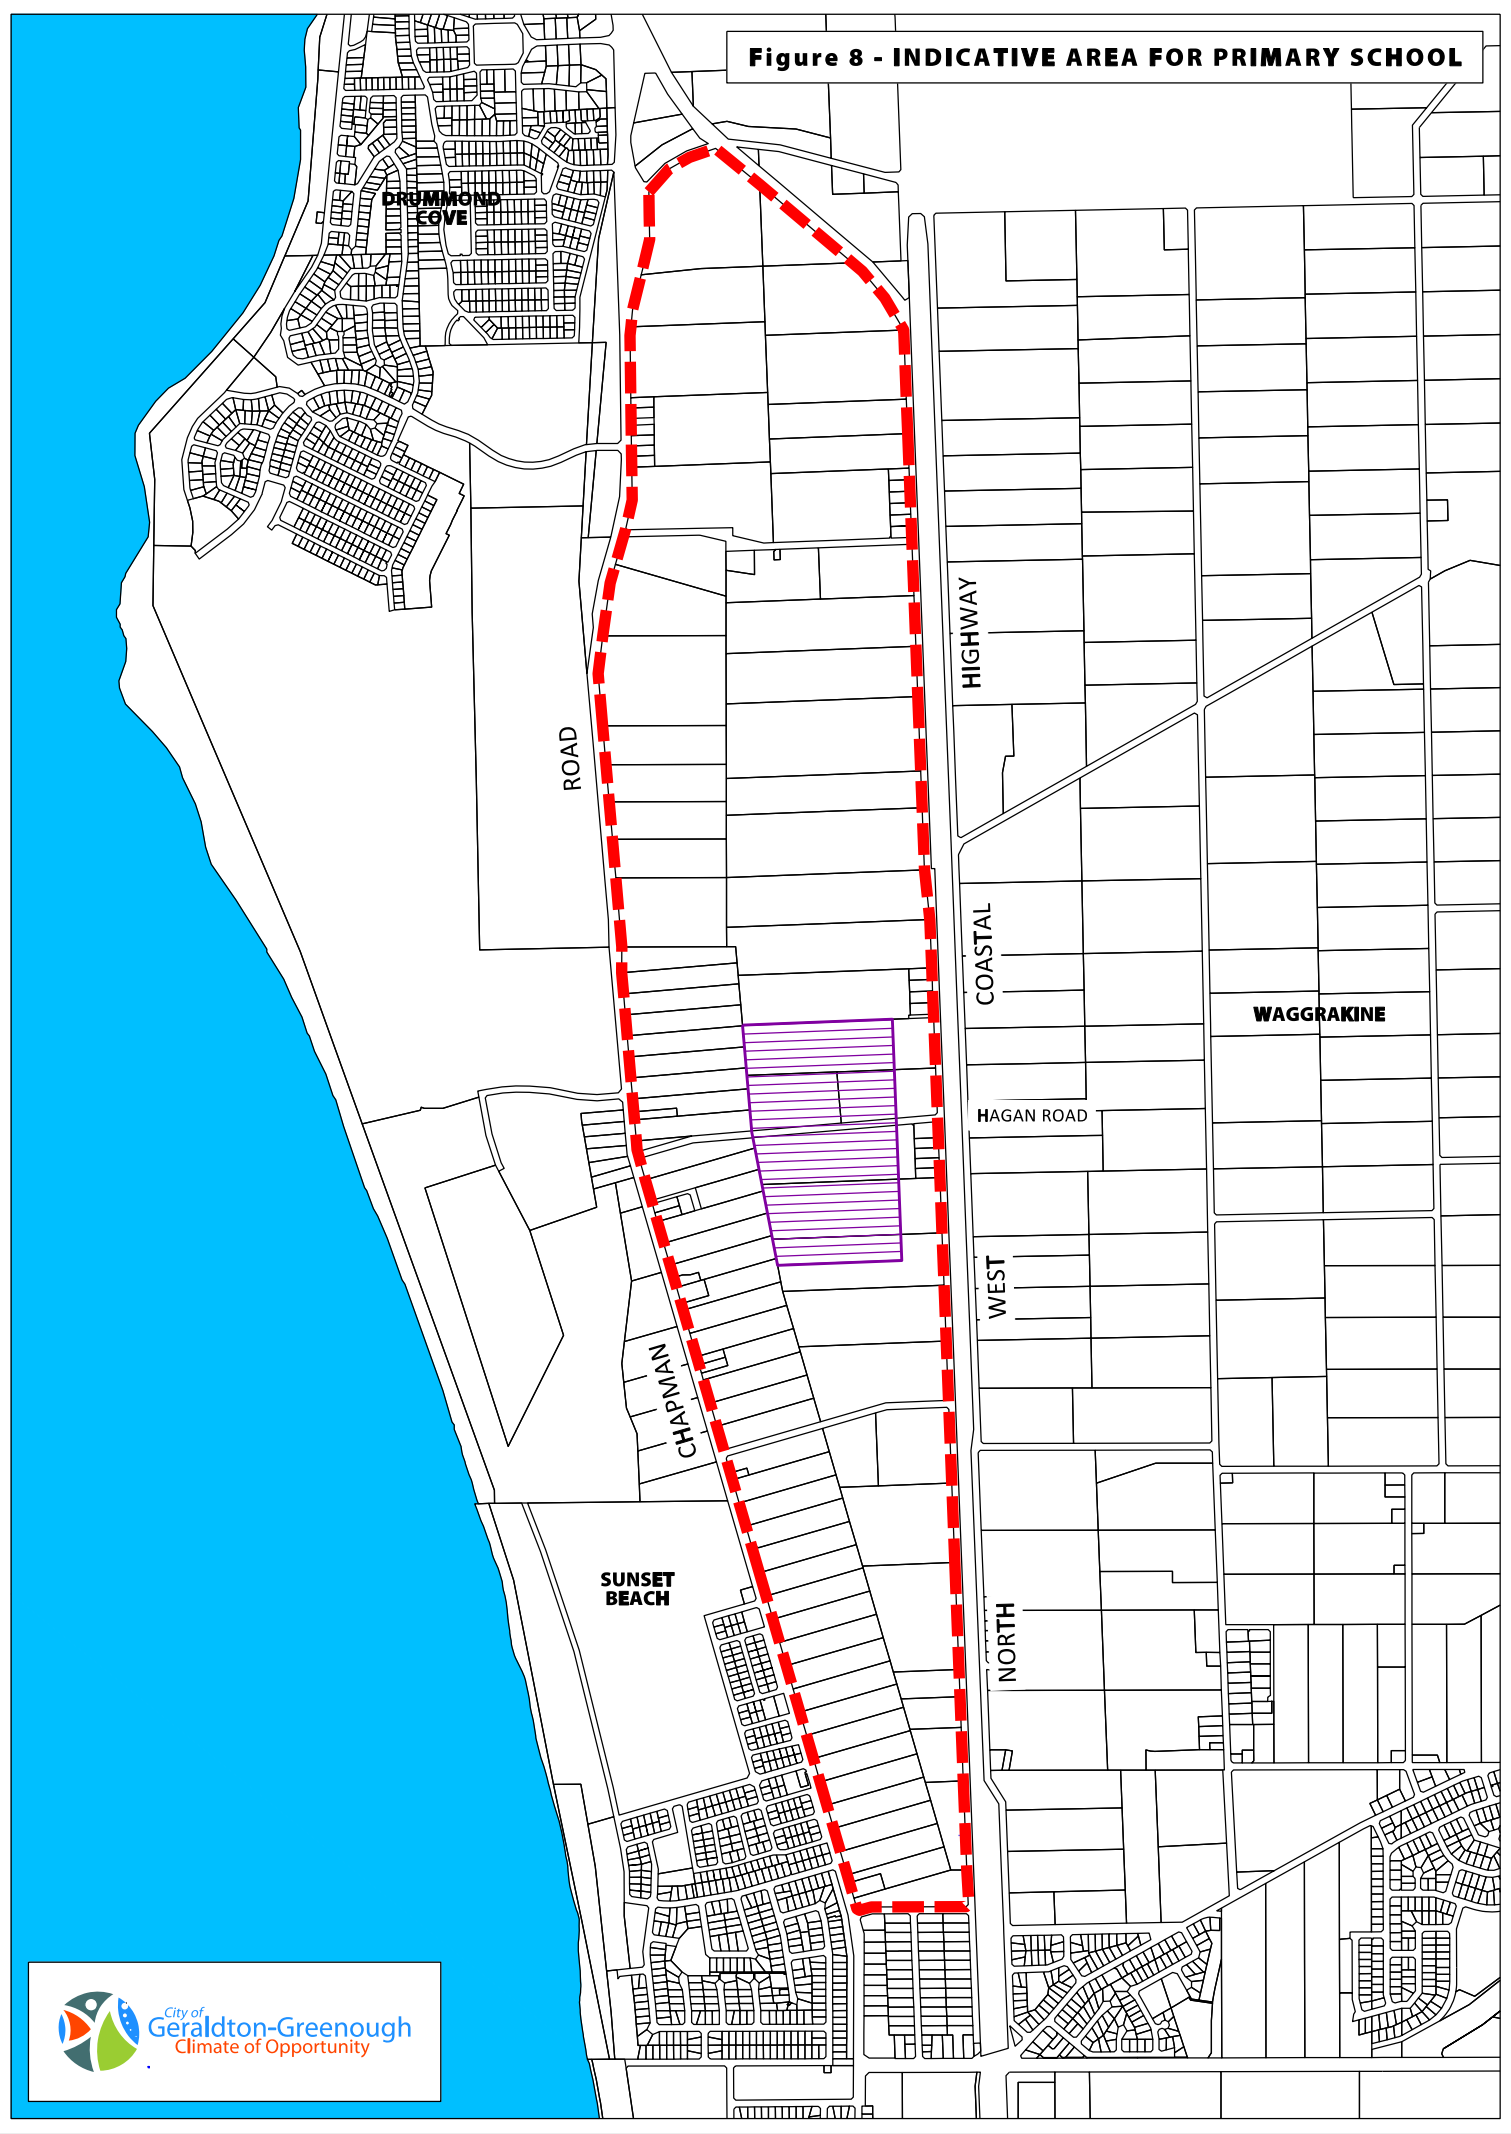 Figure 8 - INDICATIVE AREA FOR PRIMARY SCHOOL
DRUMMOND
COVE
HIGHWAY
ROAD
COASTAL
WAGGRAKINE
HAGAN ROAD
WEST
CHAPMAN
SUNSET
BEACH
NORTH
City of
Geraldton-Greenough
Climate of Opportunity